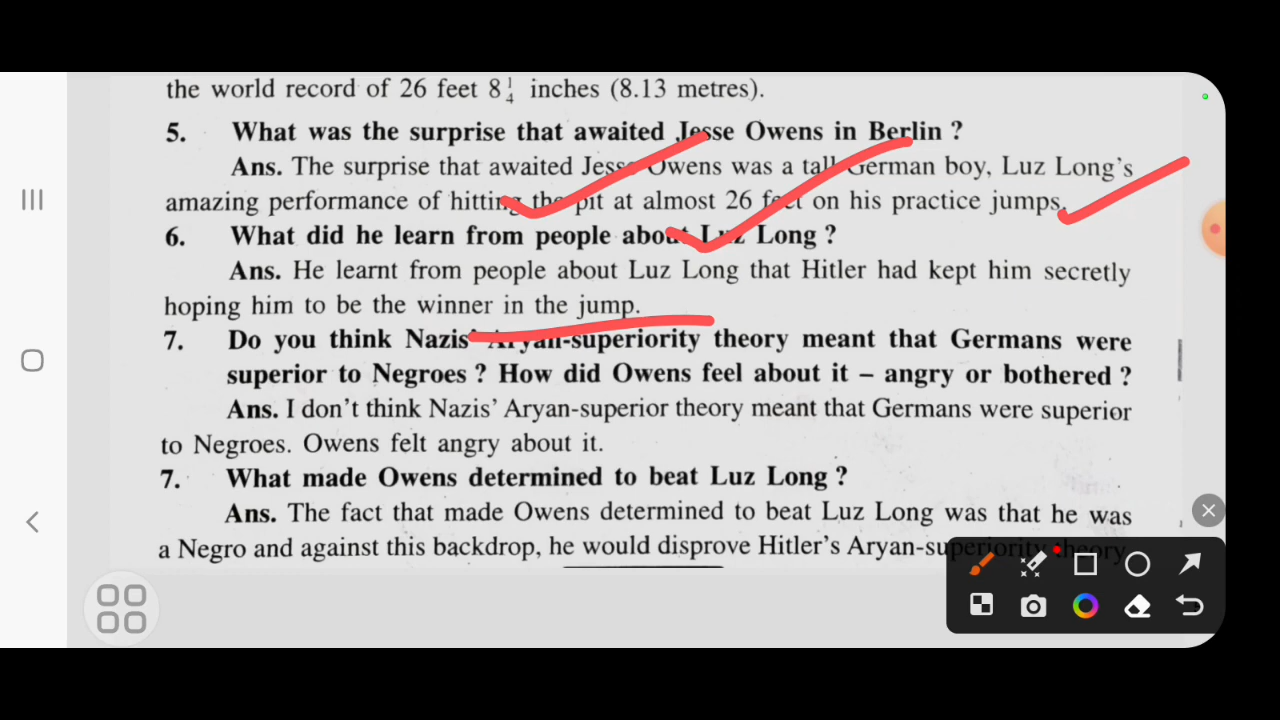 the world record of 26 feet 8 1/4 inches (8.13 metres).
5. What was the surprise that awaited Jesse Owens in Berlin ?
Ans. The surprise that awaited Jesse Owens was a tall German boy, Luz Long's
amazing performance of hitting the pit at almost 26 feet on his practice jumps.
6. What did he learn from people about Luz Long ?
Ans. He learnt from people about Luz Long that Hitler had kept him secretly
hoping him to be the winner in the jump.
7. Do you think Nazis' Aryan-superiority theory meant that Germans were
superior to Negroes ? How did Owens feel about it – angry or bothered ?
Ans. I don't think Nazis' Aryan-superior theory meant that Germans were superior
to Negroes. Owens felt angry about it.
7. What made Owens determined to beat Luz Long ?
Ans. The fact that made Owens determined to beat Luz Long was that he was
a Negro and against this backdrop, he would disprove Hitler's Aryan-superiority theory